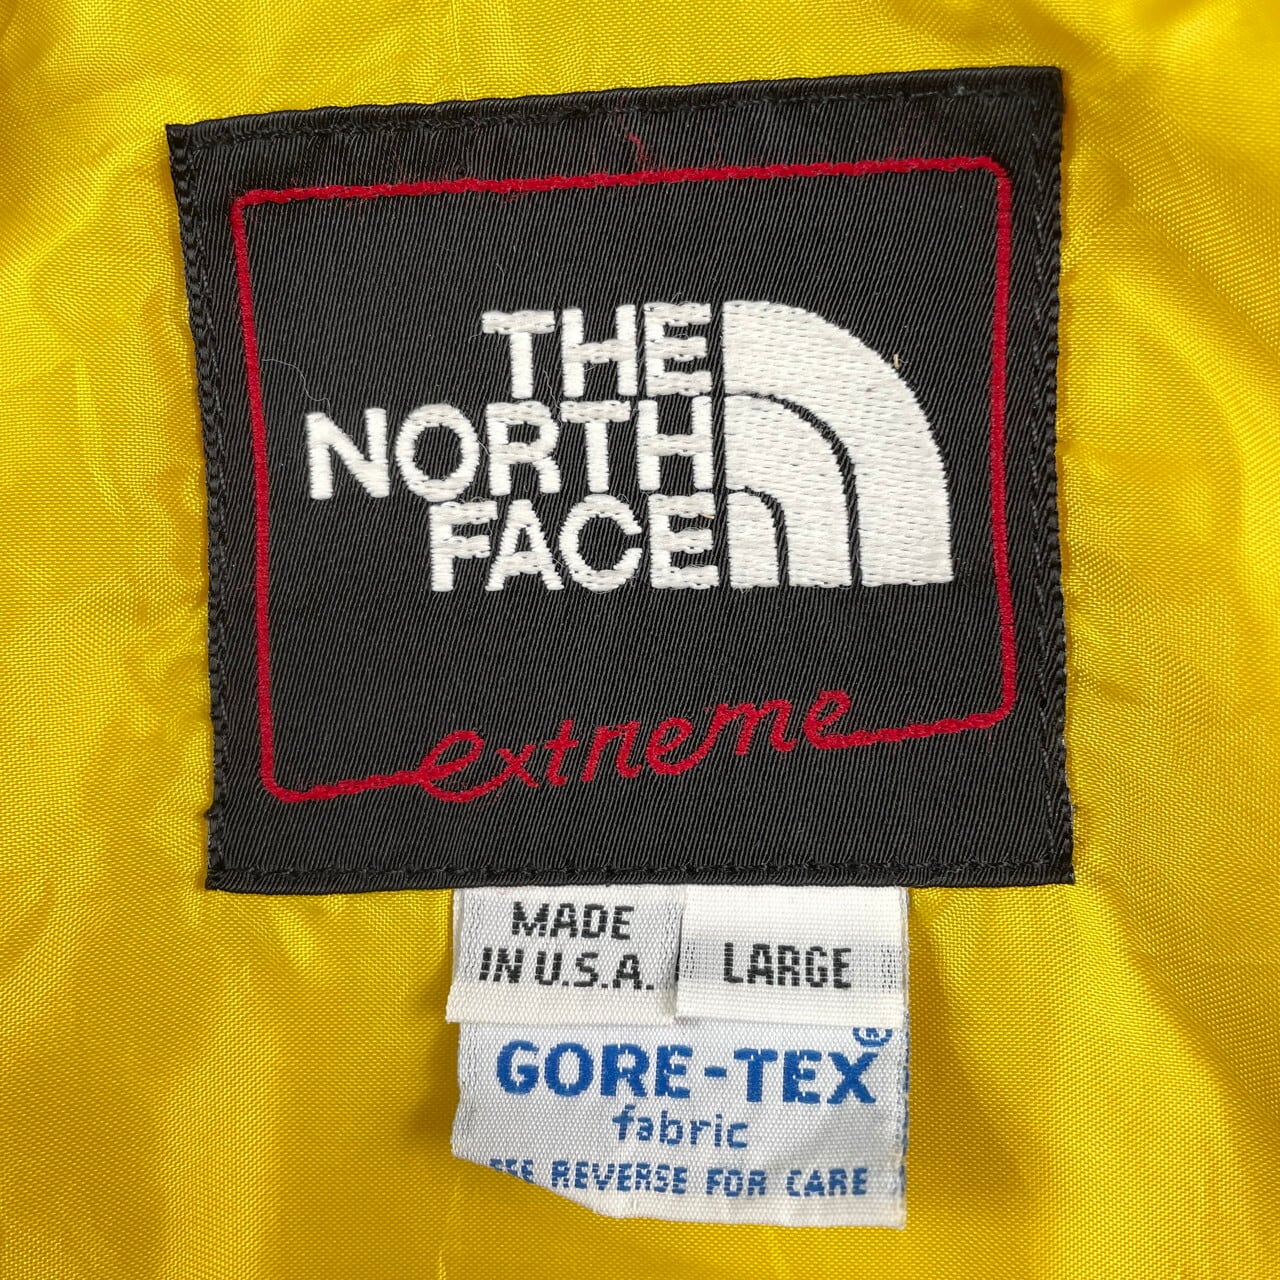 THE
NORTH
FACE
extreme
MADE
IN U.S.A.
LARGE
GORE-TEX®
fabric
SEE REVERSE FOR CARE